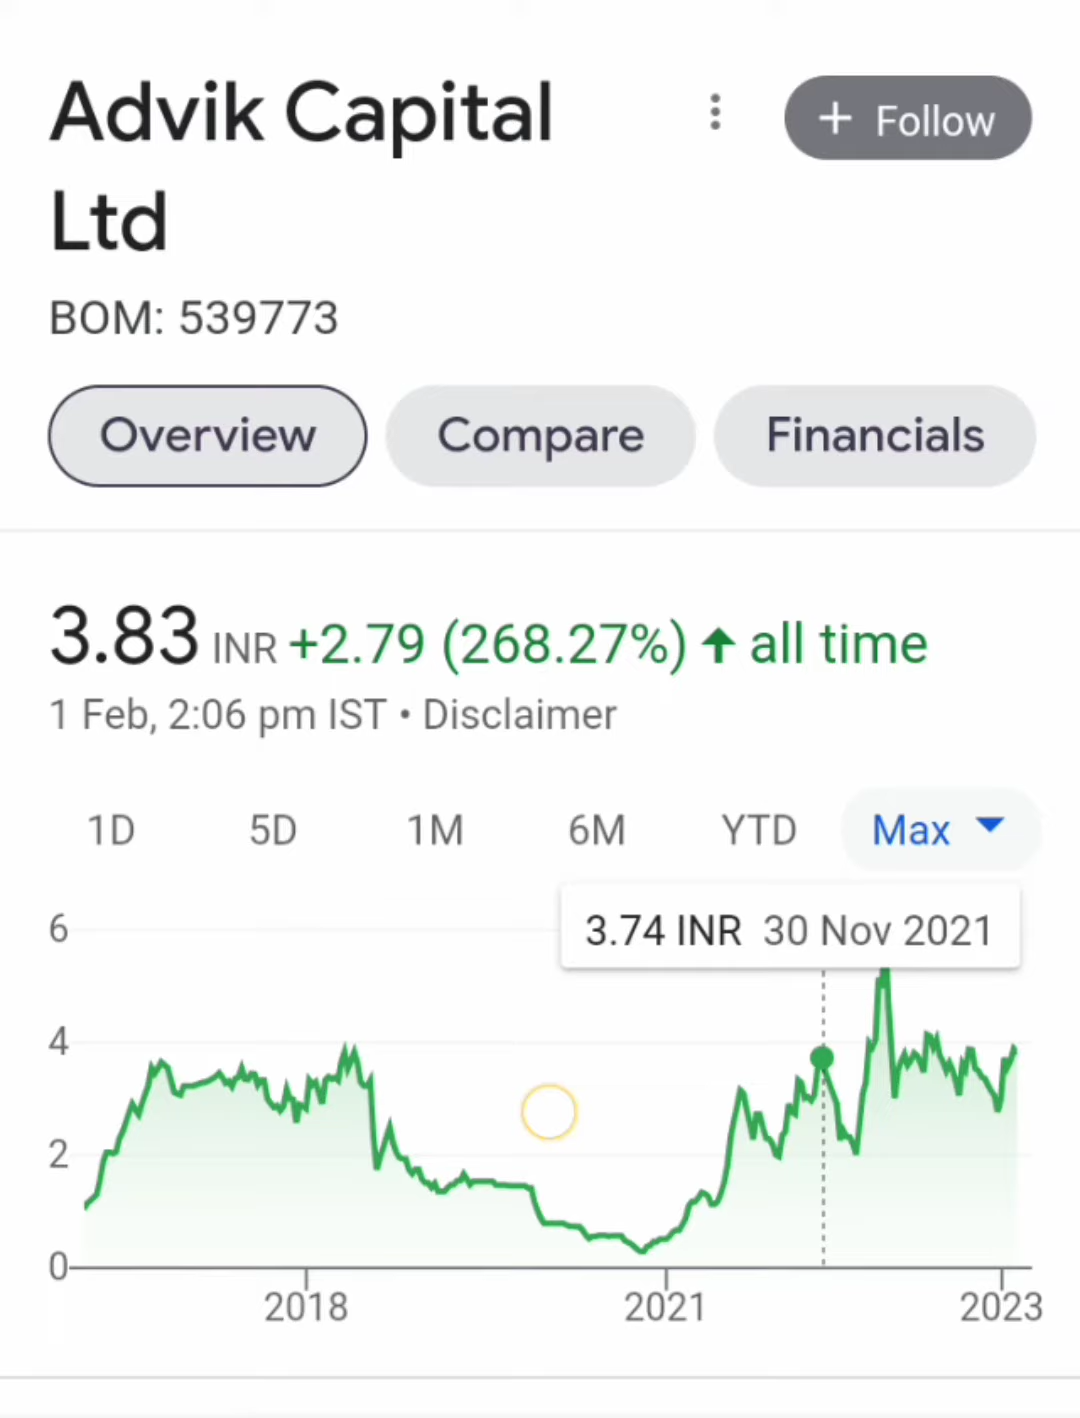 Advik Capital
Ltd
+ Follow
BOM: 539773
Overview
Compare
Financials
3.83 INR +2.79 (268.27%) ↑ all time
1 Feb, 2:06 pm IST • Disclaimer
1D 5D 1M 6M YTD Max
3.74 INR 30 Nov 2021
6
4
2
0
2018 2021 2023